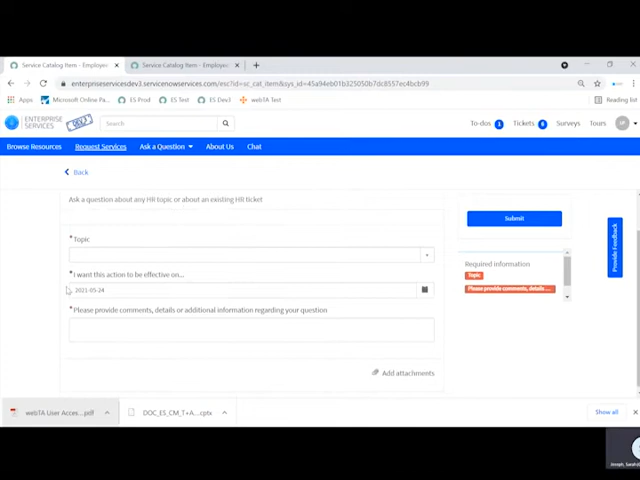 Service Catalog Item - Employee
Service Catalog Item - Employee
enterpriseservicesdev3.servicenowservices.com/esc?id=sc_cat_item&sys_id=45a94eb01b325050b7dc8557ec4bcb99
Apps Microsoft Online Pa... ES Prod ES Test ES Dev3 webTA Test Reading list
ENTERPRISE SERVICES DEV3 Search To-dos 1 Tickets 6 Surveys Tours SP
Browse Resources Request Services Ask a Question About Us Chat
Back
Ask a question about any HR topic or about an existing HR ticket
Submit
* Topic
Required information
Topic
* I want this action to be effective on...
2021-05-24
Please provide comments, details ...
* Please provide comments, details or additional information regarding your question
Add attachments
Provide Feedback
webTA User Acces....pdf DOC_ES_CM_T+A....cptx Show all